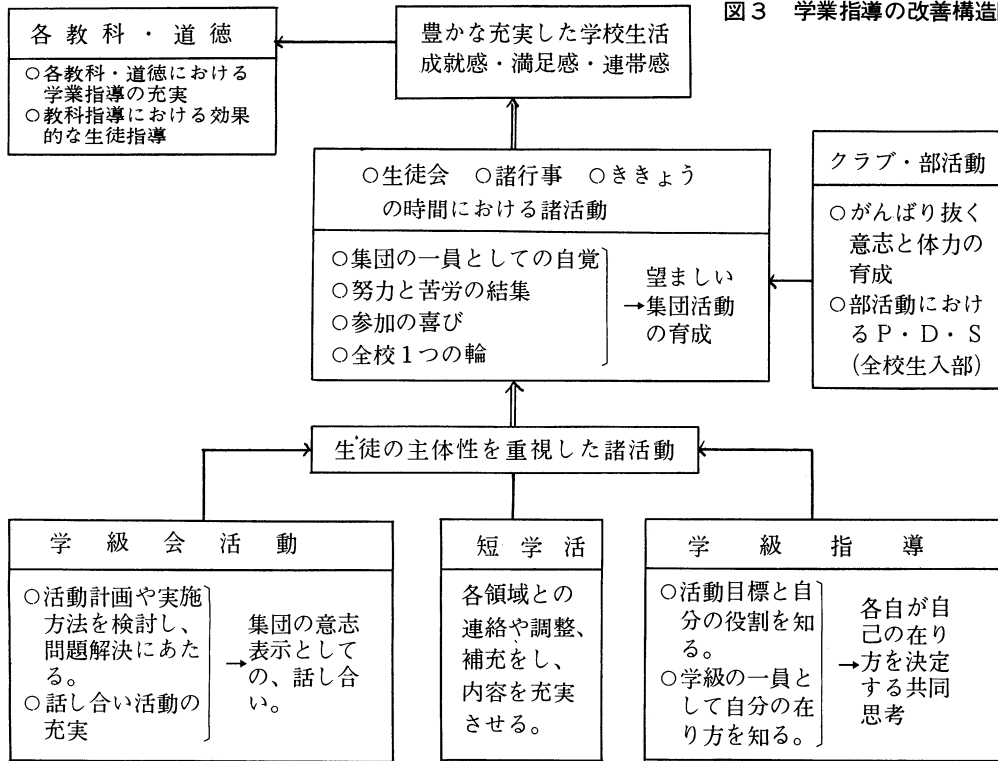 図3 学業指導の改善構造
各教科・道徳
○各教科・道徳における
学業指導の充実
○教科指導における効果
的な生徒指導
豊かな充実した学校生活
成就感・満足感・連帯感
○生徒会 ○諸行事 ○ききょう
の時間における諸活動
○集団の一員としての自覚
○努力と苦労の結集
○参加の喜び
○全校1つの輪
望ましい
→集団活動
の育成
クラブ・部活動
○がんばり抜く
意志と体力の
育成
○部活動におけ
るP・D・S
(全校生入部)
生徒の主体性を重視した諸活動
学級会活動
○活動計画や実施
方法を検討し、
問題解決にあた
る。
○話し合い活動の
充実
集団の意志
→表示として
の、話し合
い。
短学活
各領域との
連絡や調整、
補充をし、
内容を充実
させる。
学級指導
○活動目標と自
分の役割を知
る。
○学級の一員と
して自分の在
り方を知る。
各自が自
己の在り
→方を決定
する共同
思考